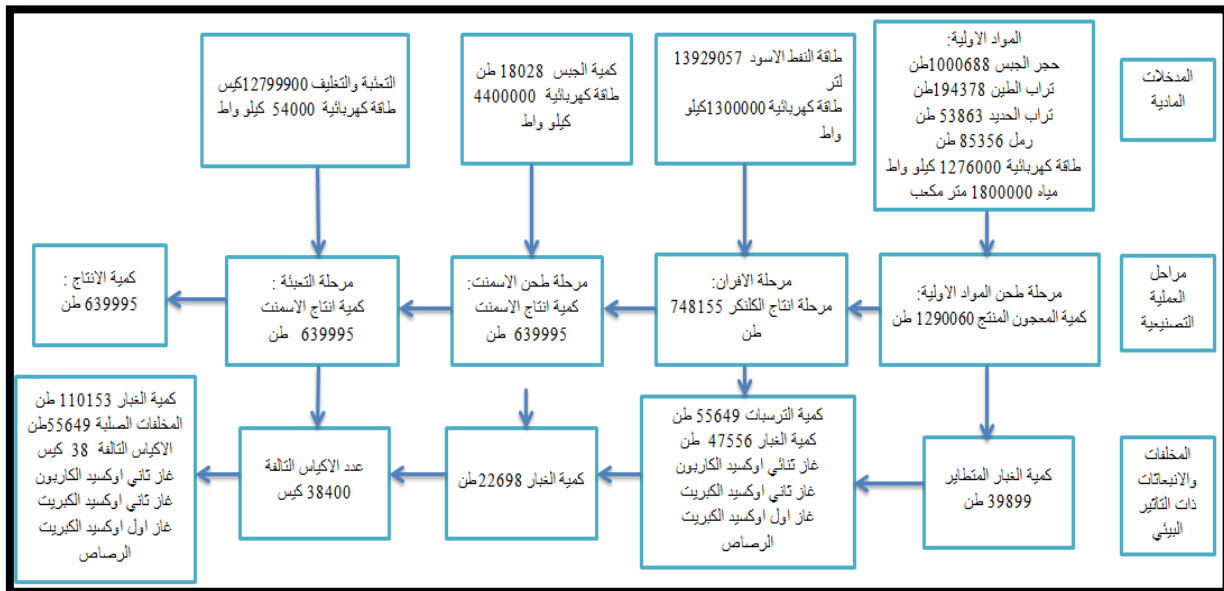 المدخلات
المادية
المواد الاولية:
حجر الجبس 1000688طن
تراب الطين 194378طن
تراب الحديد 53863 طن
رمل 85356 طن
طاقة كهربائية 1276000 كيلو واط
مياه 1800000 متر مكعب
طاقة النفط الاسود 13929057
لتر
طاقة كهربائية 1300000كيلو
واط
كمية الجبس 18028 طن
طاقة كهربائية 4400000
كيلو واط
التعئبة والتغليف 12799900كيس
طاقة كهربائية 54000 كيلو واط
مراحل
العملية
التصنيعية
مرحلة طحن المواد الاولية:
كمية المعجون المنتج 1290060 طن
مرحلة الافران:
مرحلة انتاج الكلنكر 748155
طن
مرحلة طحن الاسمنت:
كمية انتاج الاسمنت
639995 طن
مرحلة التعبئة :
كمية انتاج الاسمنت
639995 طن
كمية الانتاج :
639995 طن
المخلفات
والانبعاثات
ذات التاثير
البيئي
كمية الغبار المتطاير
39899 طن
كمية الترسبات 55649 طن
كمية الغبار 47556 طن
غاز ثنائي اوكسيد الكاربون
غاز ثاني اوكسيد الكبريت
غاز اول اوكسيد الكبريت
الرصاص
كمية الغبار 22698طن
عدد الاكياس التالفة
38400 كيس
كمية الغبار 110153 طن
المخلفات الصلبة 55649طن
الاكياس التالفة 38 كيس
غاز ثاني اوكسيد الكاربون
غاز ثاني اوكسيد الكبريت
غاز اول اوكسيد الكبريت
الرصاص